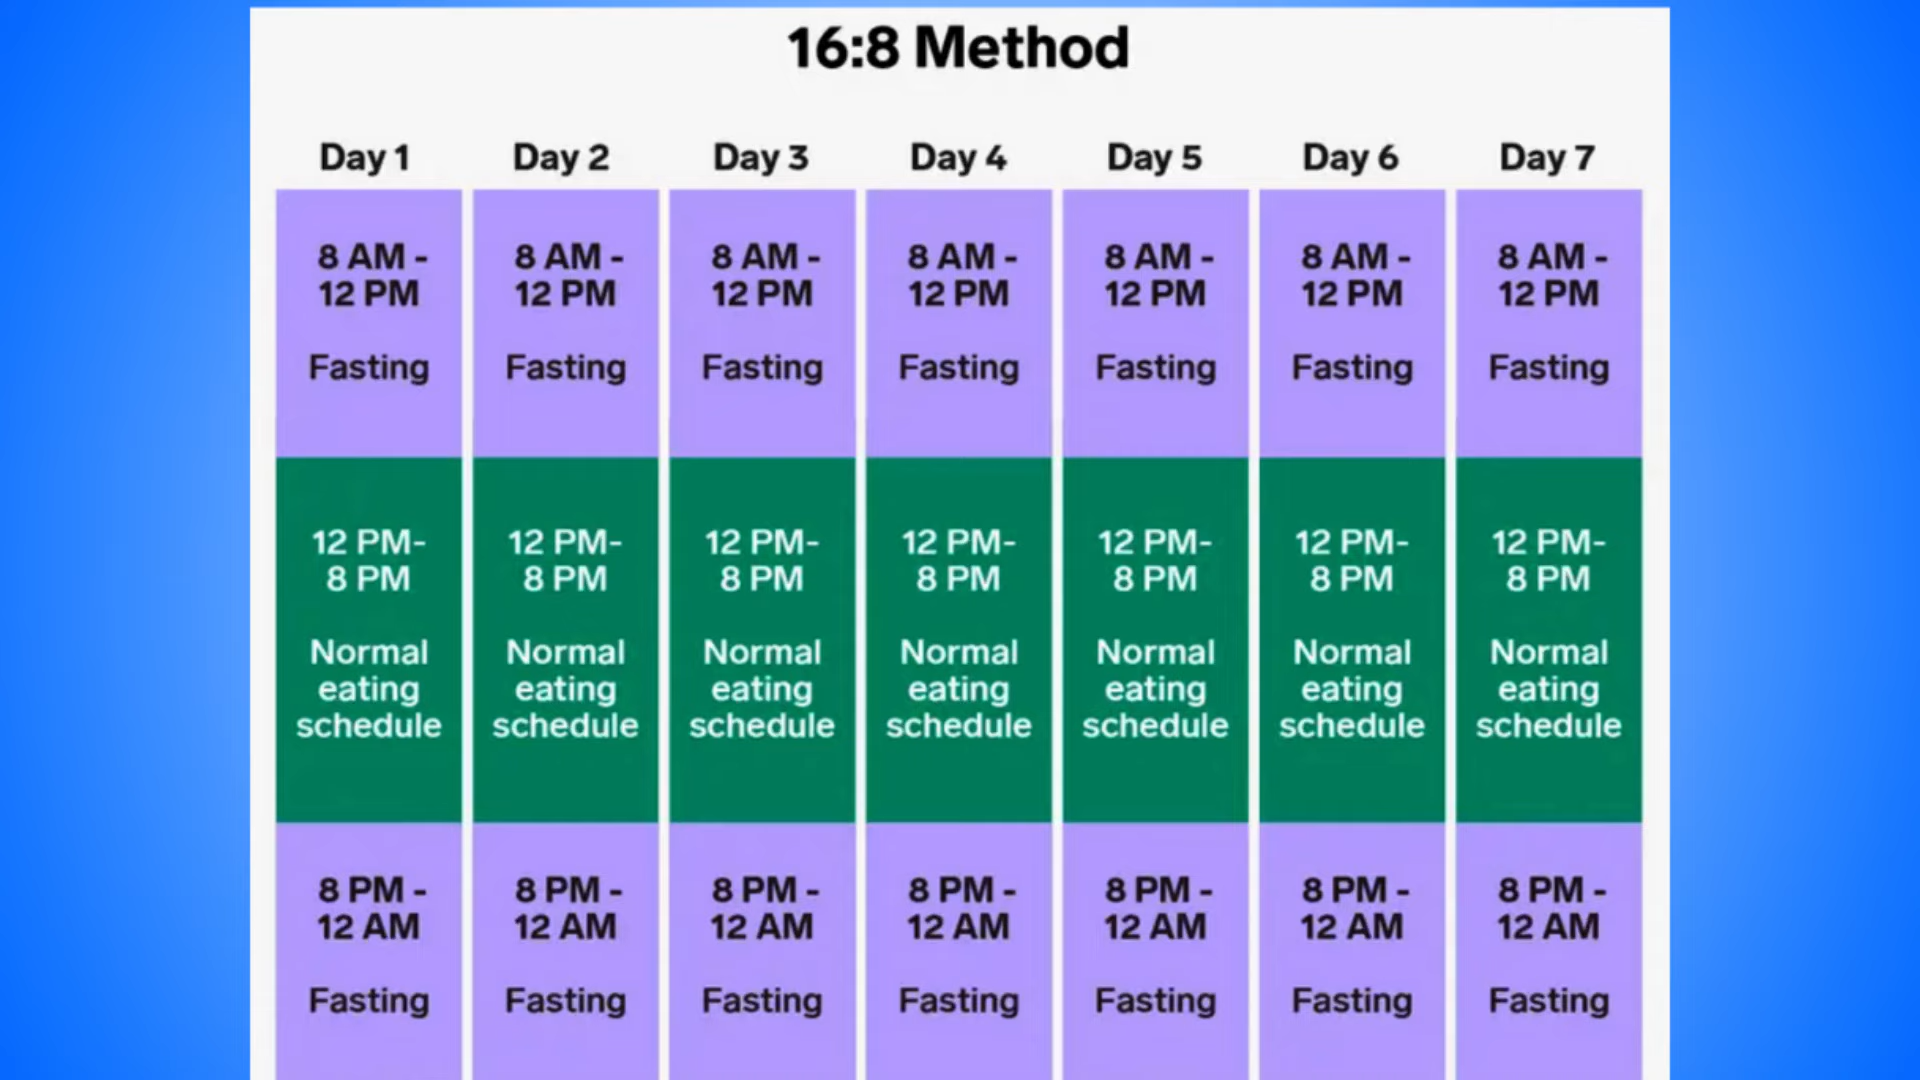 16:8 Method
Day 1 Day 2 Day 3 Day 4 Day 5 Day 6 Day 7
8 AM - 8 AM - 8 AM - 8 AM - 8 AM - 8 AM - 8 AM -
12 PM 12 PM 12 PM 12 PM 12 PM 12 PM 12 PM
Fasting Fasting Fasting Fasting Fasting Fasting Fasting
12 PM- 12 PM- 12 PM- 12 PM- 12 PM- 12 PM- 12 PM-
8 PM 8 PM 8 PM 8 PM 8 PM 8 PM 8 PM
Normal Normal Normal Normal Normal Normal Normal
eating eating eating eating eating eating eating
schedule schedule schedule schedule schedule schedule schedule
8 PM - 8 PM - 8 PM - 8 PM - 8 PM - 8 PM - 8 PM -
12 AM 12 AM 12 AM 12 AM 12 AM 12 AM 12 AM
Fasting Fasting Fasting Fasting Fasting Fasting Fasting